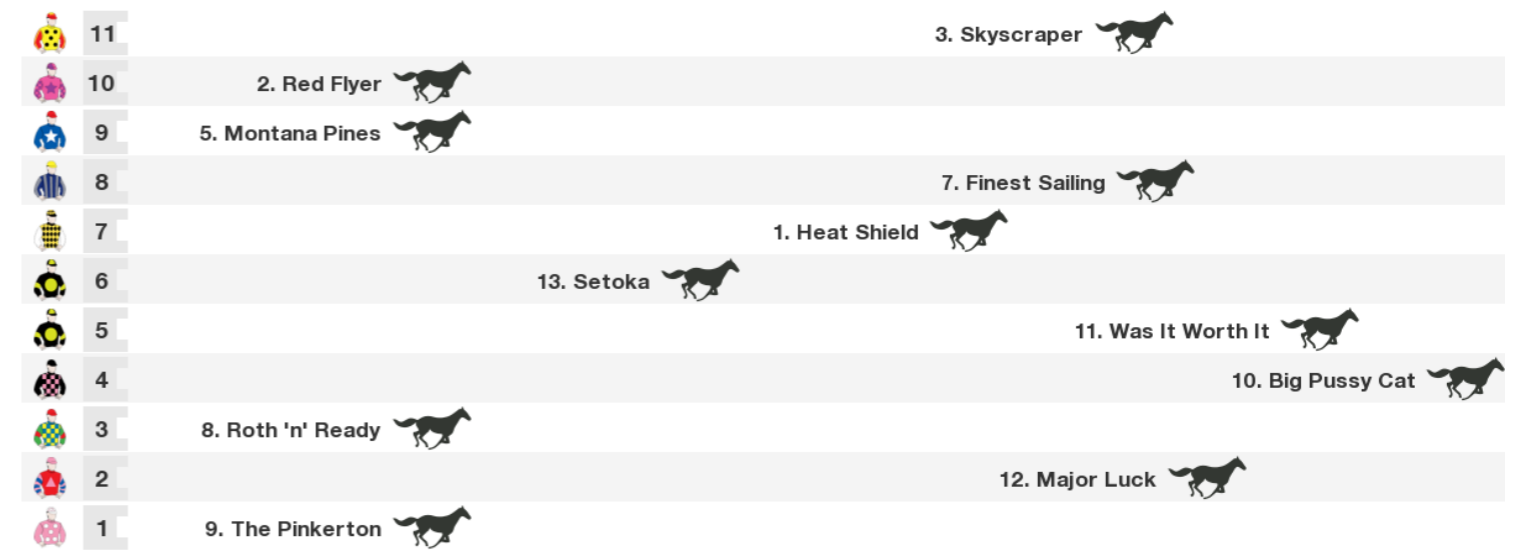 11 3. Skyscraper
10 2. Red Flyer
9 5. Montana Pines
8 7. Finest Sailing
7 1. Heat Shield
6 13. Setoka
5 11. Was It Worth It
4 10. Big Pussy Cat
3 8. Roth 'n' Ready
2 12. Major Luck
1 9. The Pinkerton